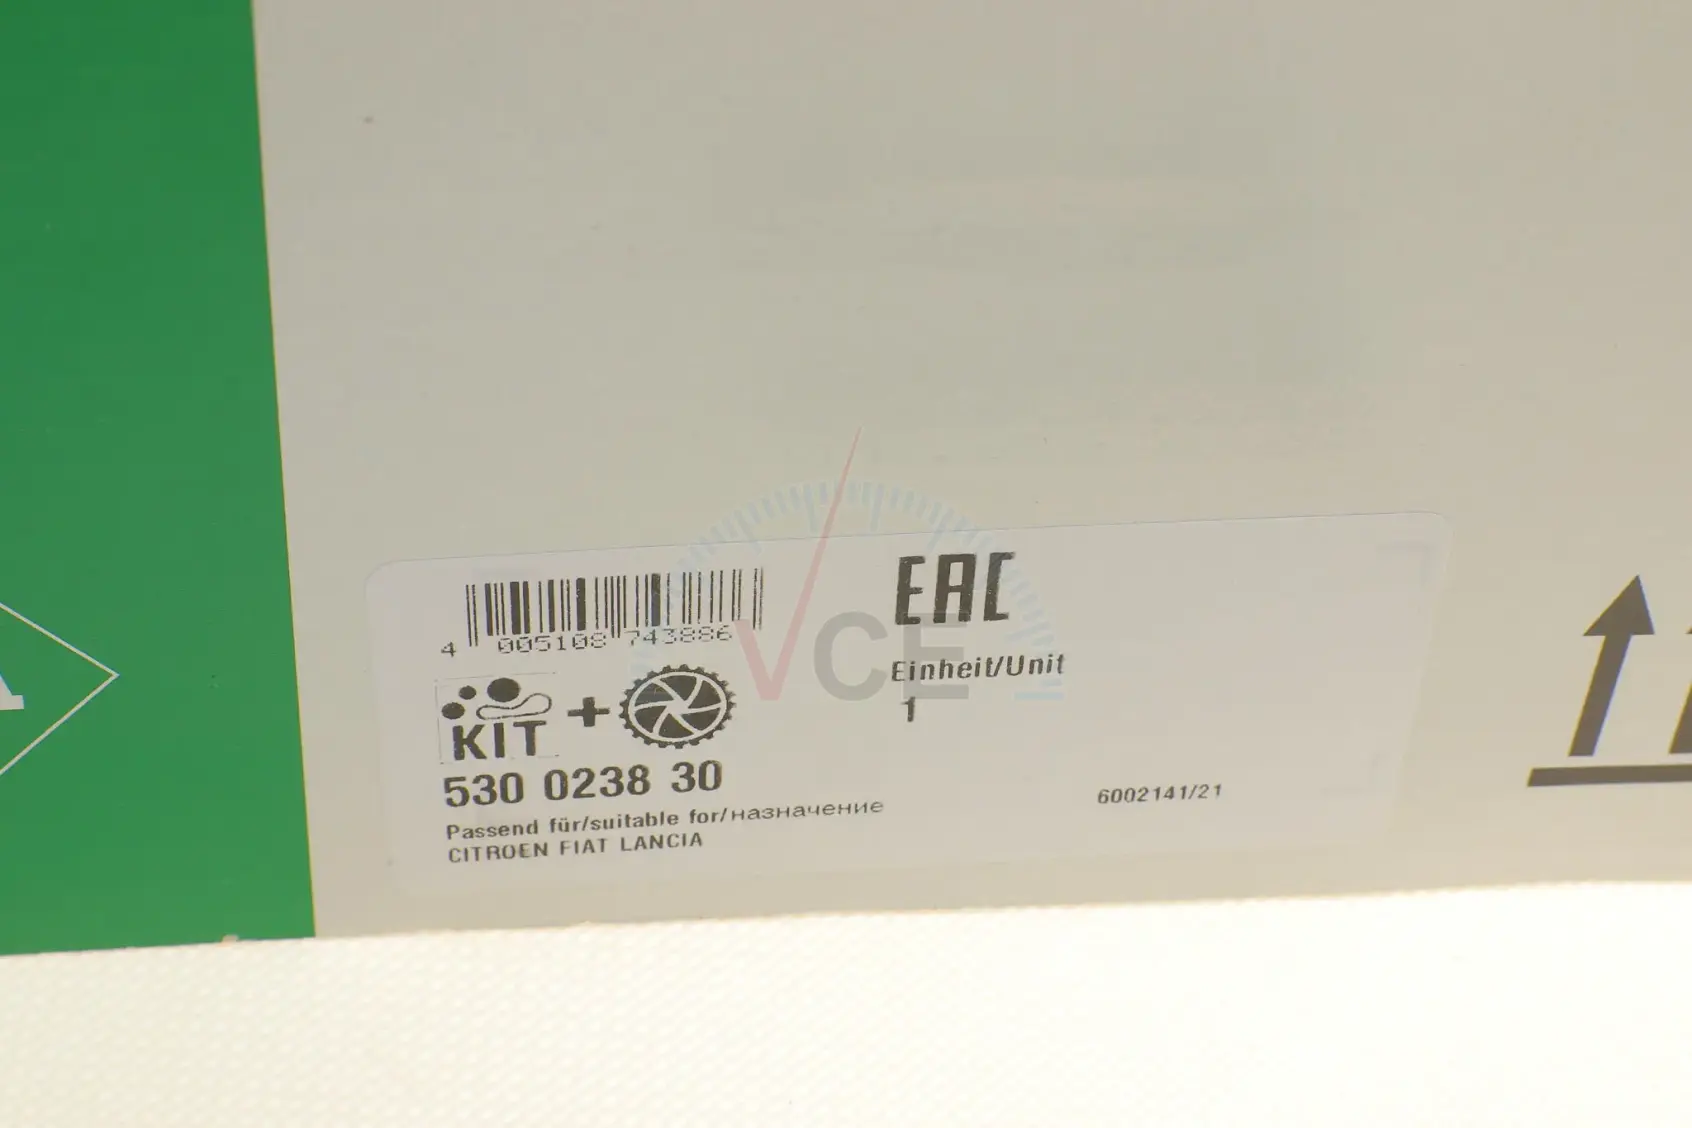 4 005108 743886
EAC
VCE
Einheit/Unit
1
KIT +
530 0238 30
Passend für/suitable for/назначение
CITROEN FIAT LANCIA
6002141/21
A